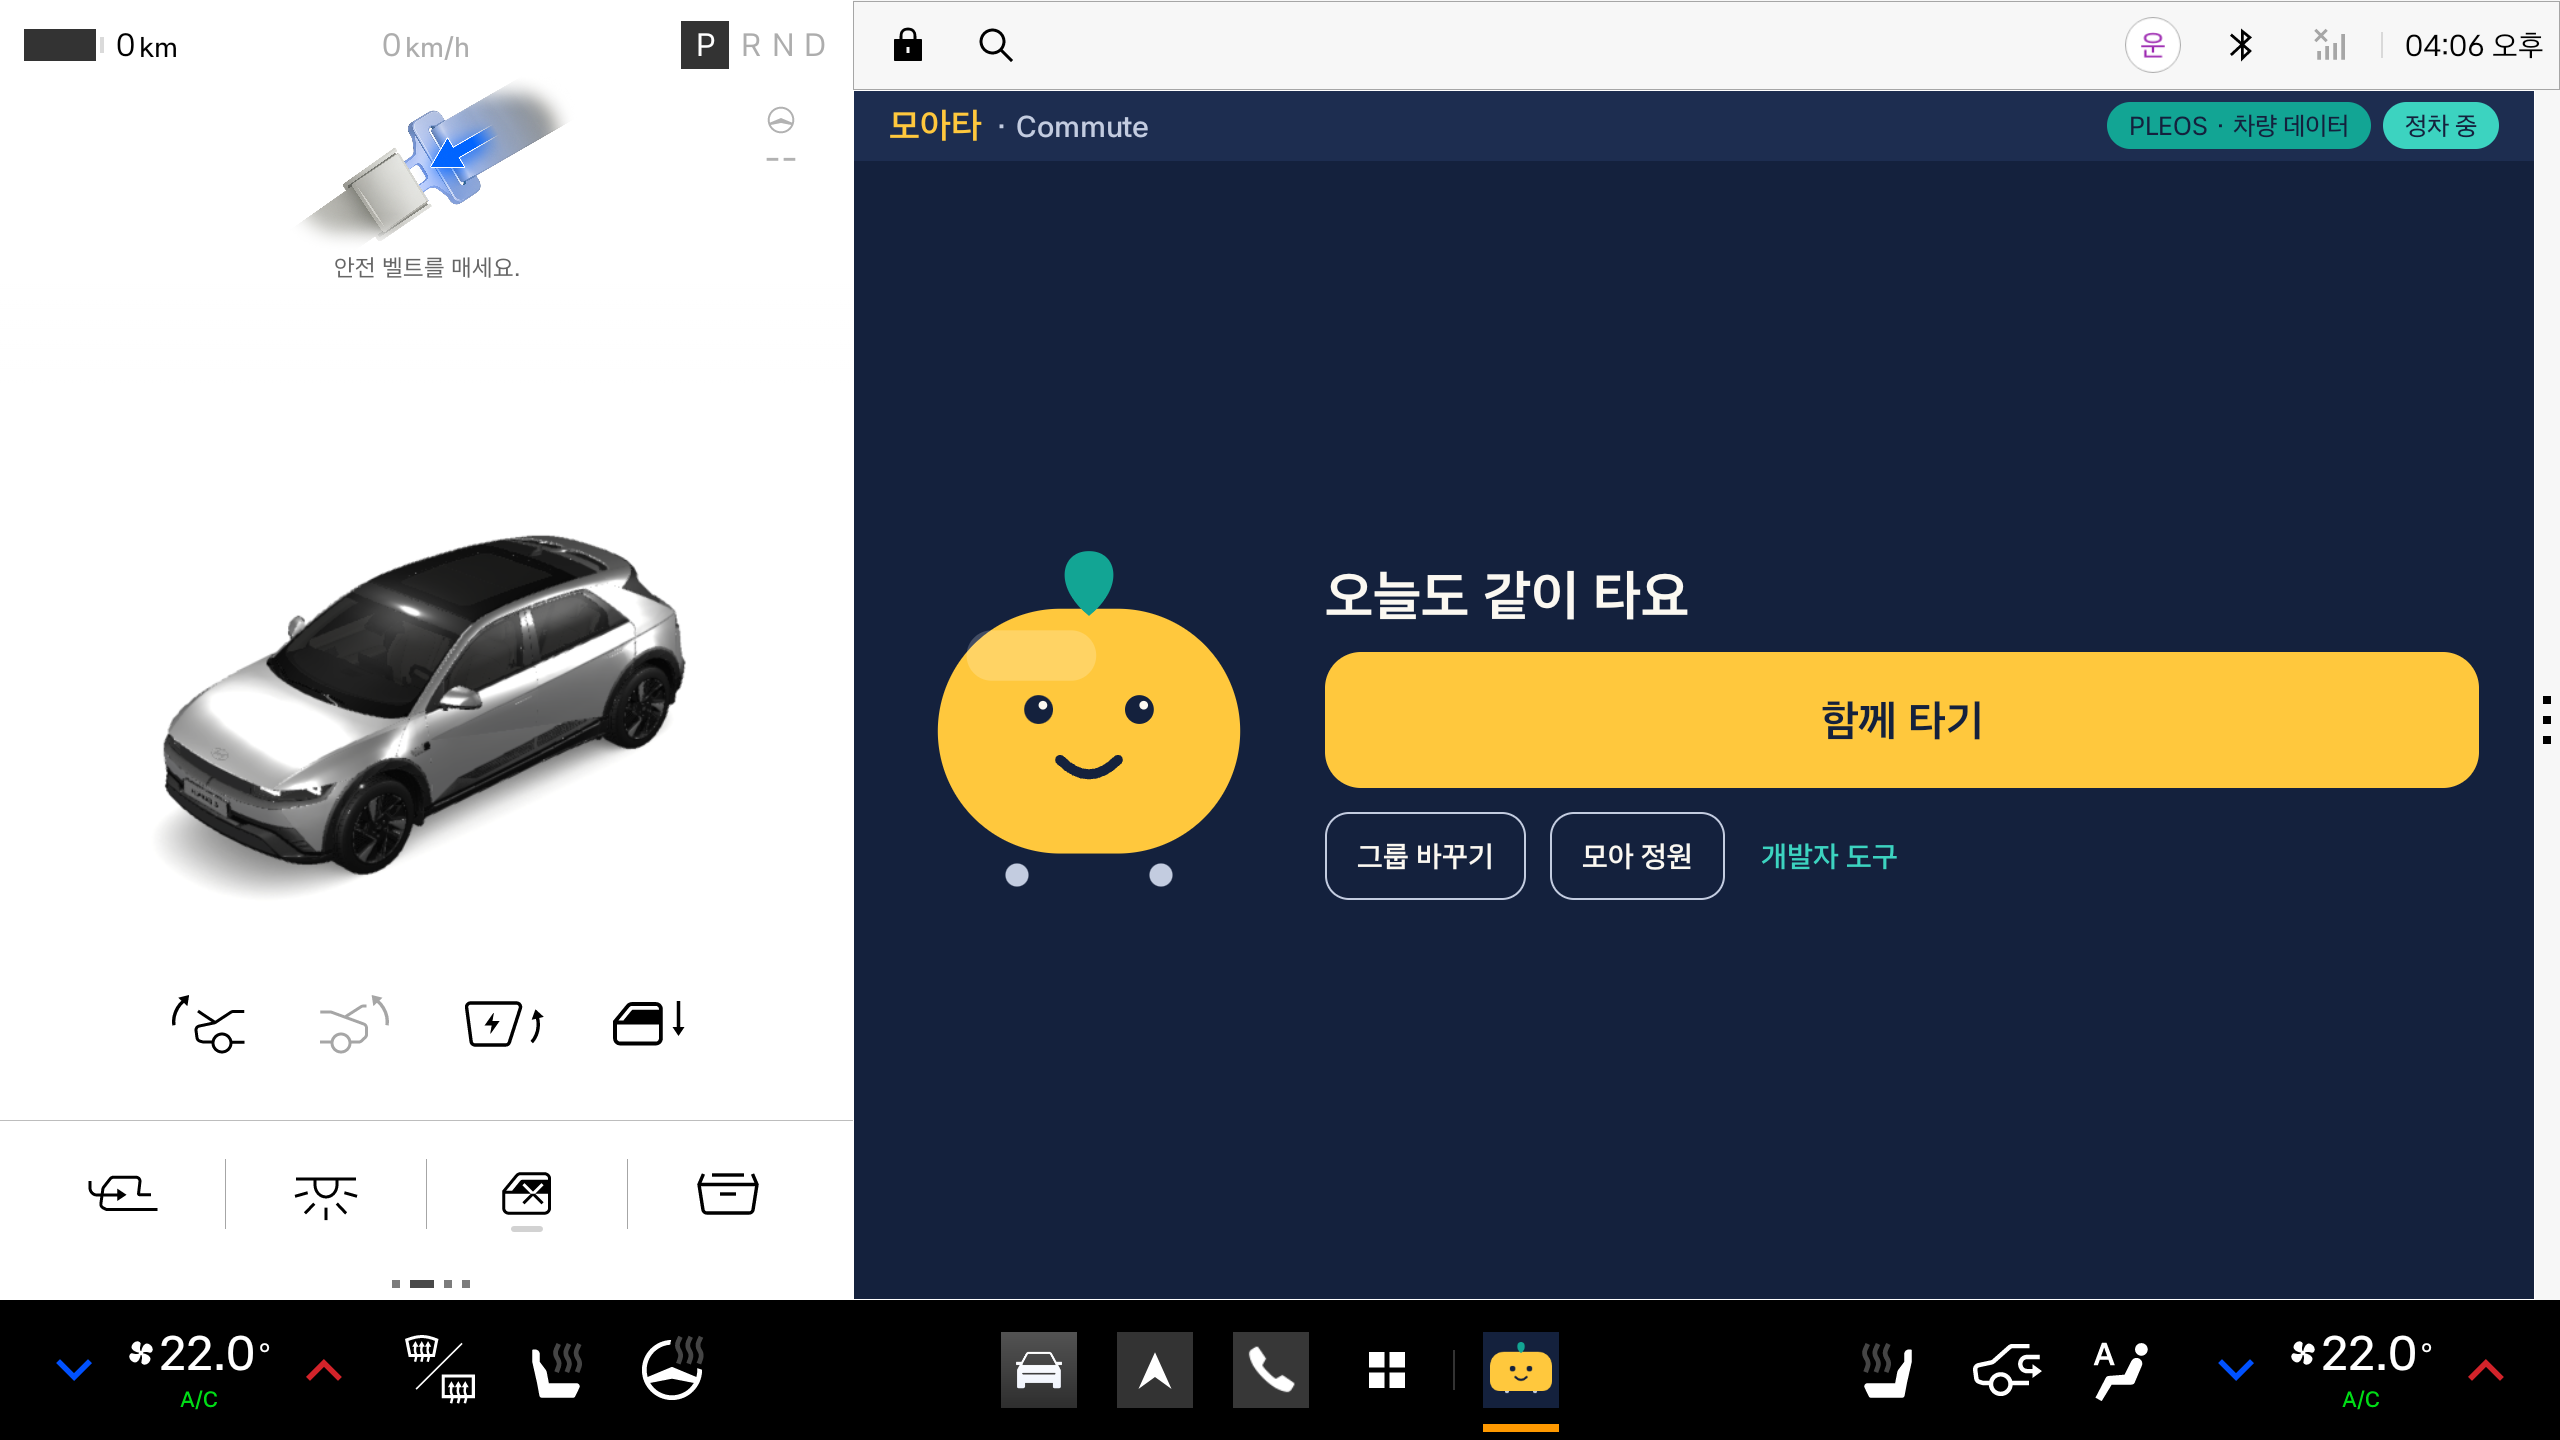 0 km
0 km/h
P R N D
04:06 오후
운
모아타 · Commute
PLEOS · 차량 데이터
정차 중
안전 벨트를 매세요.
--
오늘도 같이 타요
함께 타기
그룹 바꾸기
모아 정원
개발자 도구
22.0°
A/C
A
22.0°
A/C